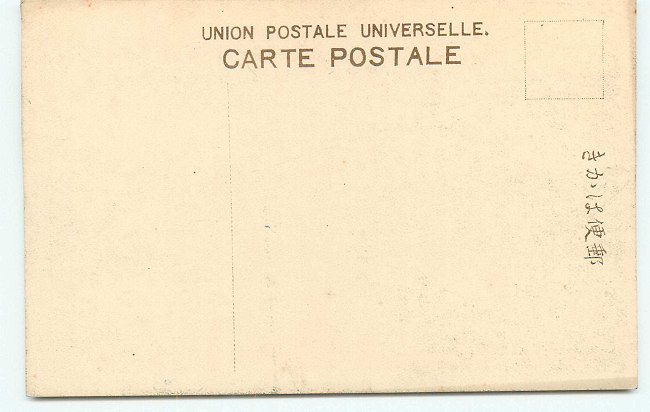 UNION POSTALE UNIVERSELLE.
CARTE POSTALE
郵便はかき